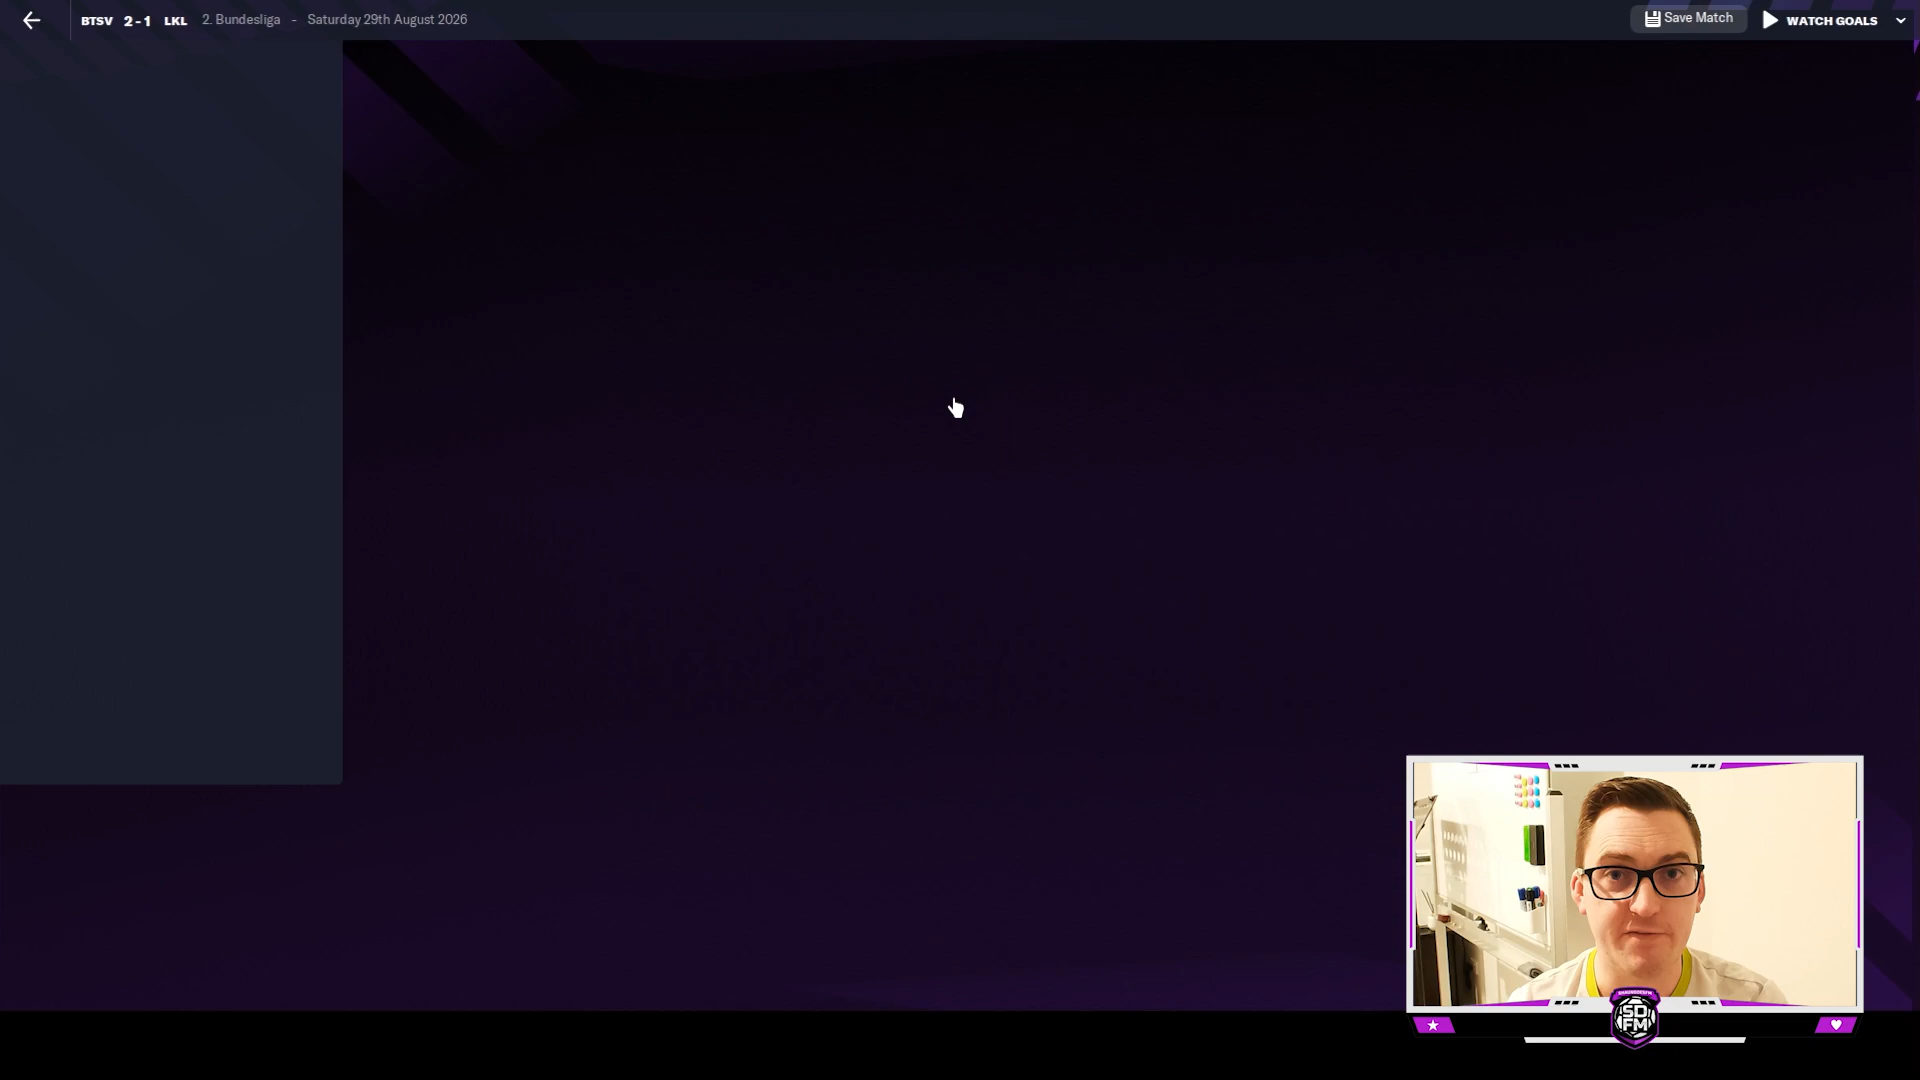 BTSV 2 - 1 LKL 2. Bundesliga - Saturday 29th August 2026
Save Match
WATCH GOALS
SD
FM